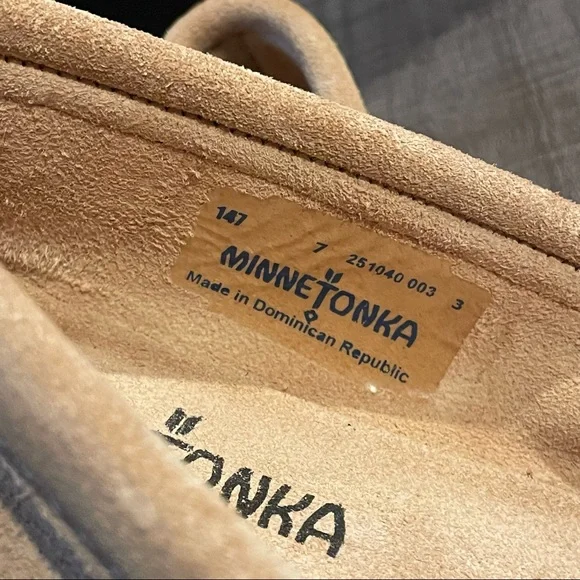 147 7 251040 003 3
MINNETONKA
Made in Dominican Republic
TONKA